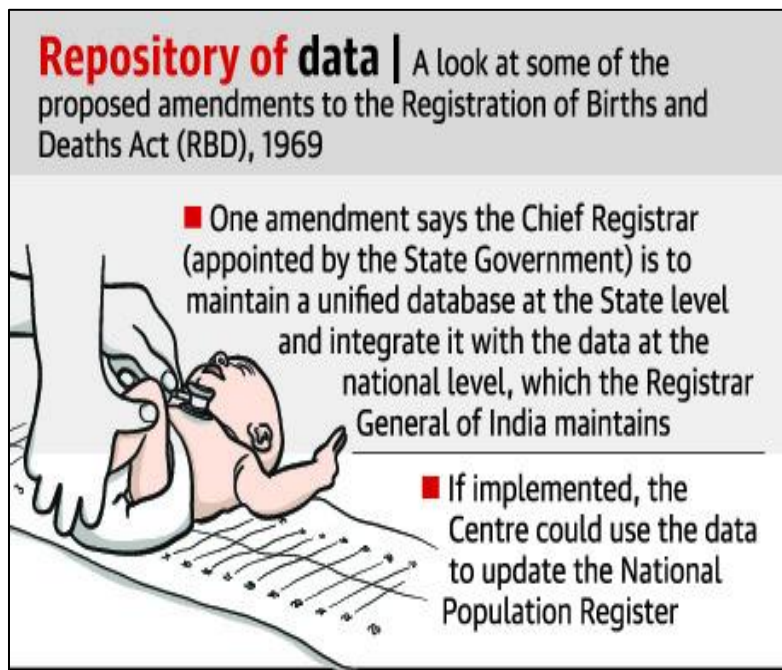 Repository of data | A look at some of the
proposed amendments to the Registration of Births and
Deaths Act (RBD), 1969
■ One amendment says the Chief Registrar
(appointed by the State Government) is to
maintain a unified database at the State level
and integrate it with the data at the
national level, which the Registrar
General of India maintains
■ If implemented, the
Centre could use the data
to update the National
Population Register